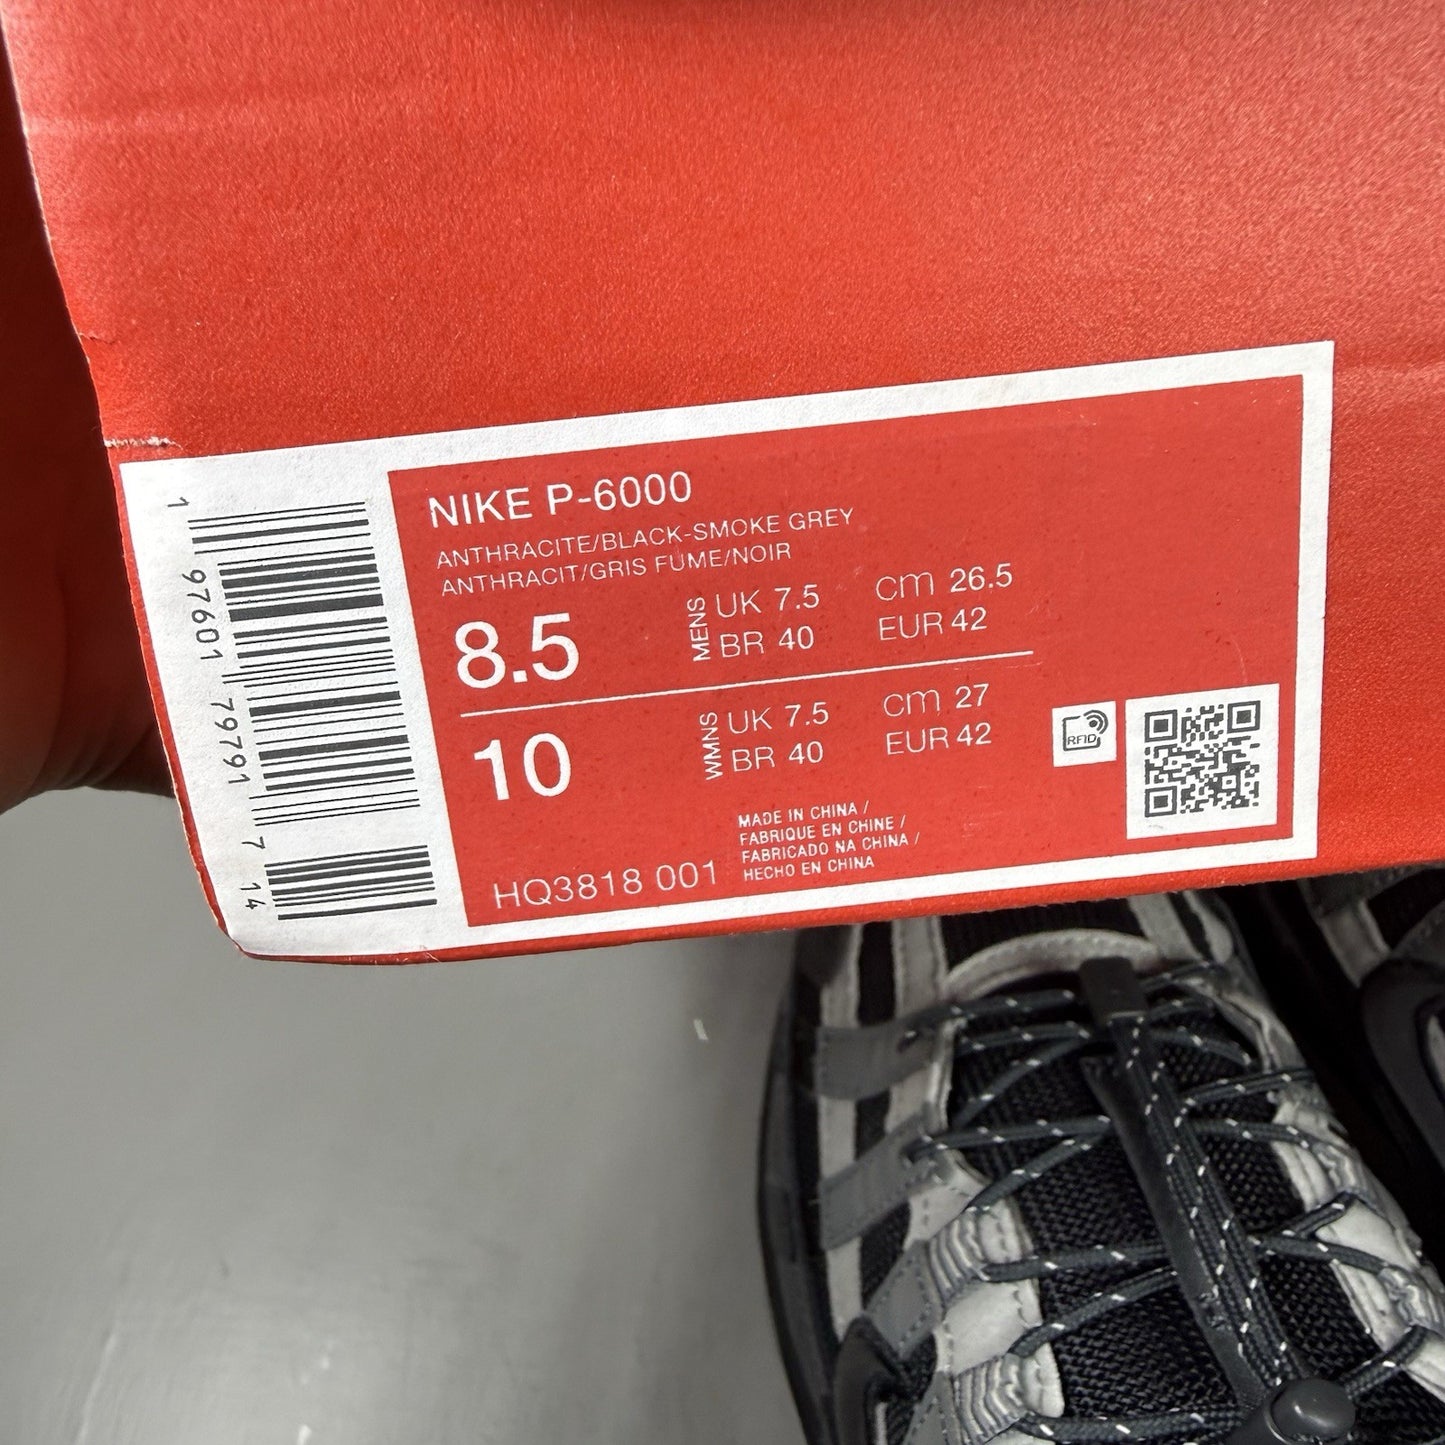 NIKE P-6000
ANTHRACITE/BLACK-SMOKE GREY
ANTHRACIT/GRIS FUME/NOIR
8.5
MENS
UK 7.5
CM 26.5
BR 40
EUR 42
10
WMNS
UK 7.5
CM 27
BR 40
EUR 42
RFID
MADE IN CHINA /
FABRIQUE EN CHINE /
FABRICADO NA CHINA /
HECHO EN CHINA
HQ3818 001
1 97601 79791 7 14